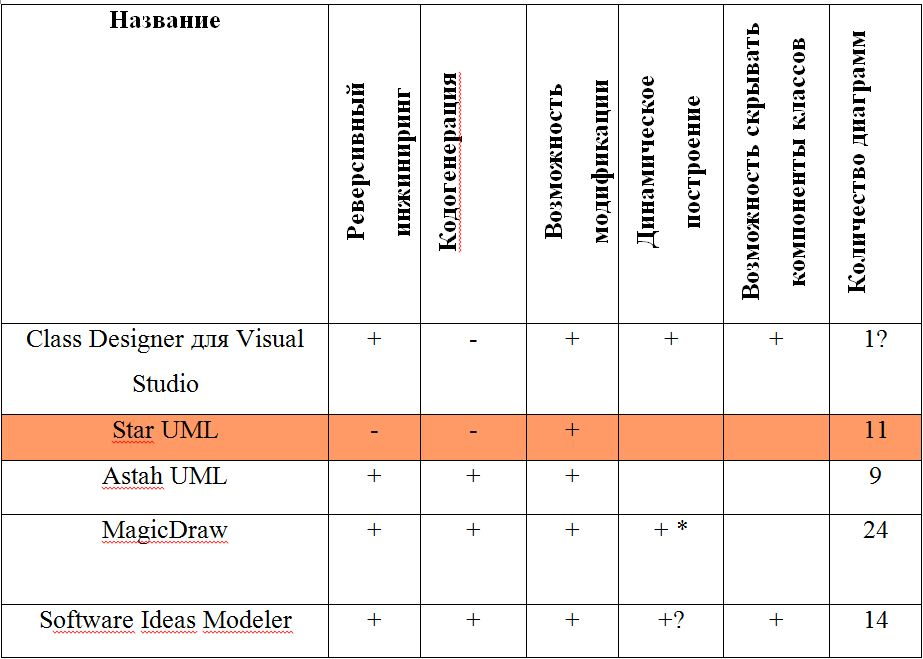 Название
Реверсивный
инжиниринг
Кодогенерация
Возможность
модификации
Динамическое
построение
Возможность скрывать
компоненты классов
Количество диаграмм
Class Designer для Visual
Studio
+ - + + + 1?
Star UML - - + 11
Astah UML + + + 9
MagicDraw + + + + * 24
Software Ideas Modeler + + + +? + 14